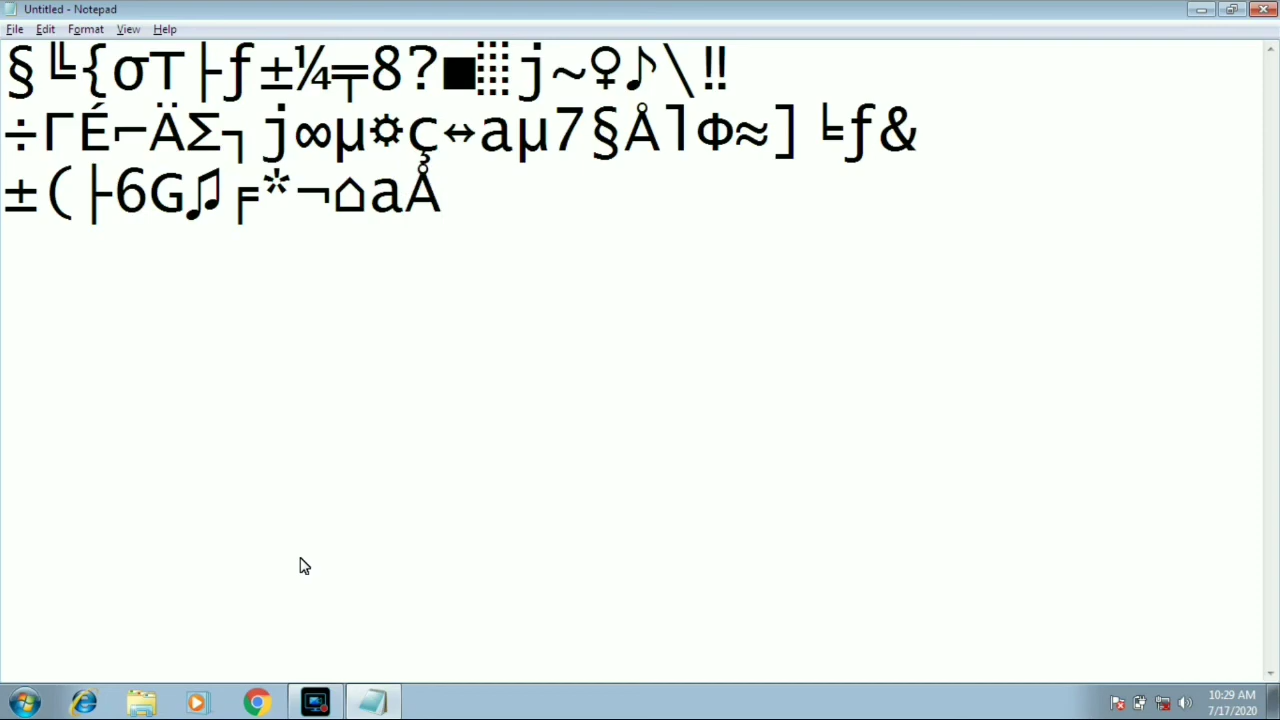 Untitled - Notepad
File Edit Format View Help
§╚{σ┬├ƒ±¼╤8?■░j~♀♪\‼
÷ΓÉ⌐ÄΣ┐j∞µ¤ç↔aµ7§Ål Φ≈]╘ƒ&
±(├6G♫╒*¬⌂aÅ
10:29 AM
7/17/2020